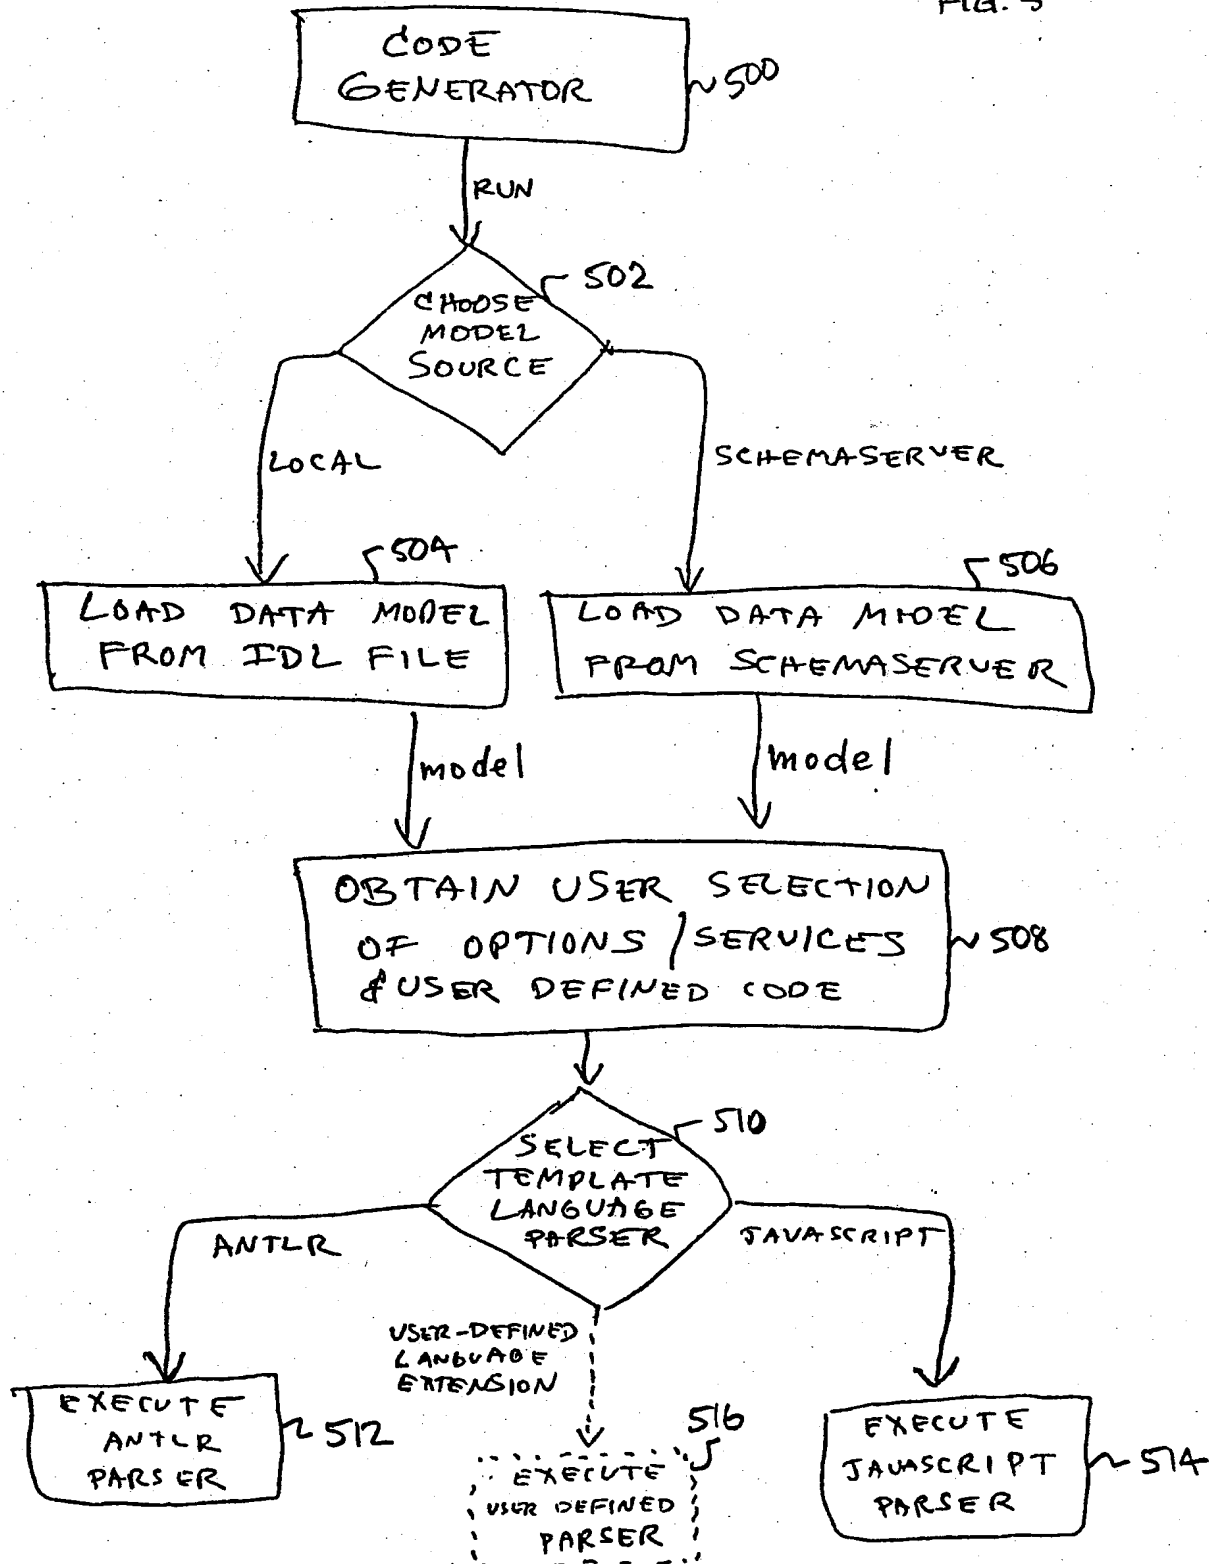 FIG. 5
CODE
GENERATOR
500
RUN
502
CHOOSE
MODEL
SOURCE
LOCAL
SCHEMASERVER
504
506
LOAD DATA MODEL
FROM IDL FILE
LOAD DATA MODEL
FROM SCHEMASERVER
model
model
OBTAIN USER SELECTION
OF OPTIONS / SERVICES
& USER DEFINED CODE
508
510
SELECT
TEMPLATE
LANGUAGE
PARSER
ANTLR
JAVASCRIPT
USER-DEFINED
LANGUAGE
EXTENSION
EXECUTE
ANTLR
PARSER
512
516
EXECUTE
USER DEFINED
PARSER
EXECUTE
JAVASCRIPT
PARSER
514